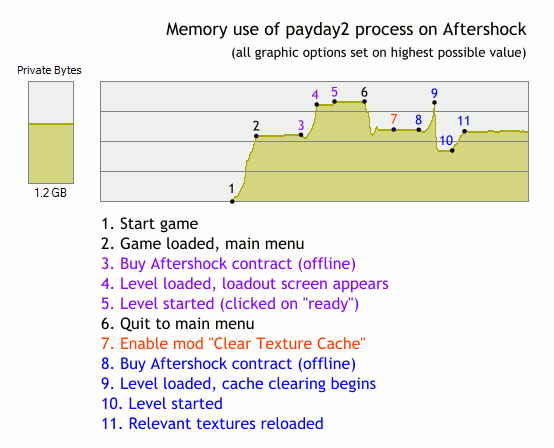 Memory use of payday2 process on Aftershock
(all graphic options set on highest possible value)
Private Bytes
1.2 GB
1
2
3
4
5
6
7
8
9
10
11
1. Start game
2. Game loaded, main menu
3. Buy Aftershock contract (offline)
4. Level loaded, loadout screen appears
5. Level started (clicked on "ready")
6. Quit to main menu
7. Enable mod "Clear Texture Cache"
8. Buy Aftershock contract (offline)
9. Level loaded, cache clearing begins
10. Level started
11. Relevant textures reloaded